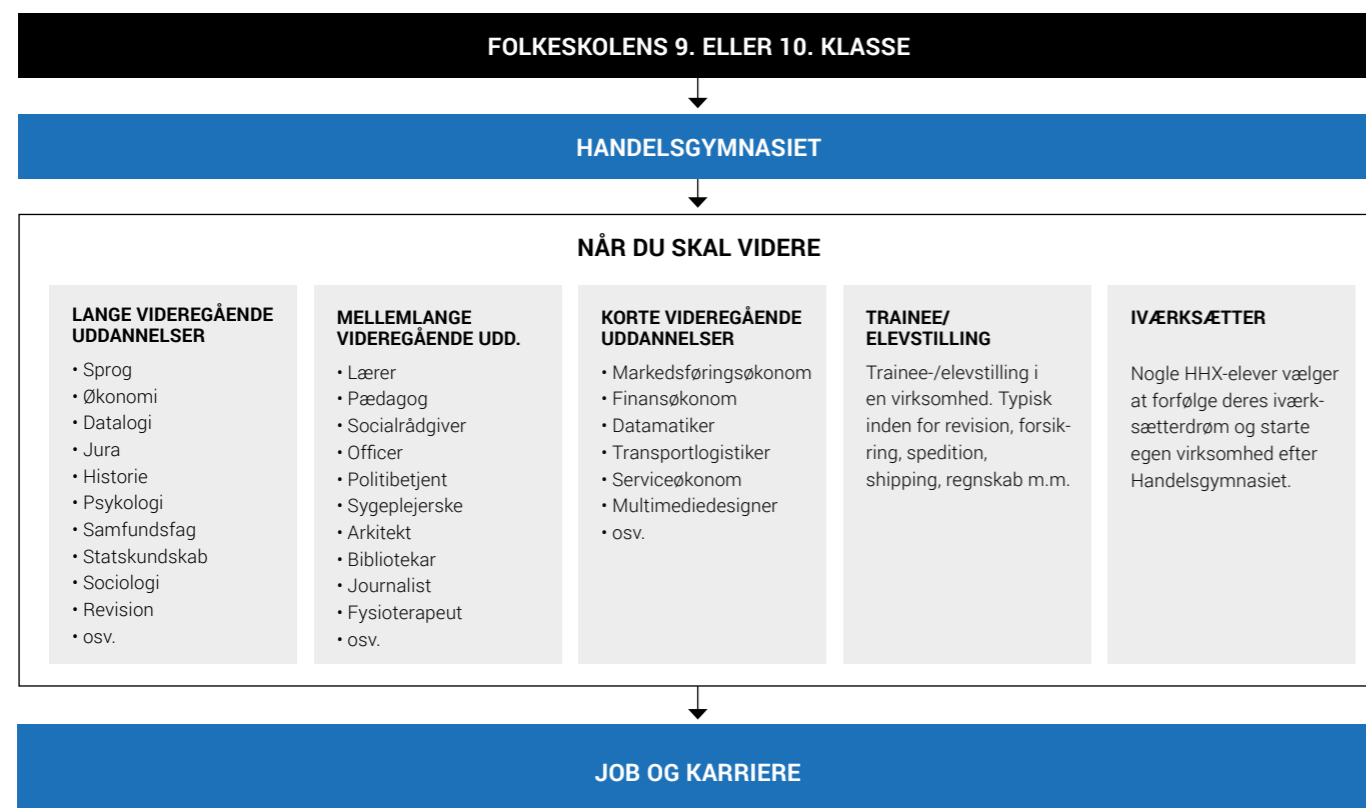 FOLKESKOLENS 9. ELLER 10. KLASSE
HANDELSGYMNASIET
NÅR DU SKAL VIDERE
LANGE VIDEREGÅENDE
UDDANNELSER
• Sprog
• Økonomi
• Datalogi
• Jura
• Historie
• Psykologi
• Samfundsfag
• Statskundskab
• Sociologi
• Revision
• osv.
MELLEMLANGE
VIDEREGÅENDE UDD.
• Lærer
• Pædagog
• Socialrådgiver
• Officer
• Politibetjent
• Sygeplejerske
• Arkitekt
• Bibliotekar
• Journalist
• Fysioterapeut
• osv.
KORTE VIDEREGÅENDE
UDDANNELSER
• Markedsføringsøkonom
• Finansøkonom
• Datamatiker
• Transportlogistiker
• Serviceøkonom
• Multimediedesigner
• osv.
TRAINEE/
ELEVSTILLING
Trainee-/elevstilling i
en virksomhed. Typisk
inden for revision, forsik-
ring, spedition,
shipping, regnskab m.m.
IVÆRKSÆTTER
Nogle HHX-elever vælger
at forfølge deres iværk-
sætterdrøm og starte
egen virksomhed efter
Handelsgymnasiet.
JOB OG KARRIERE